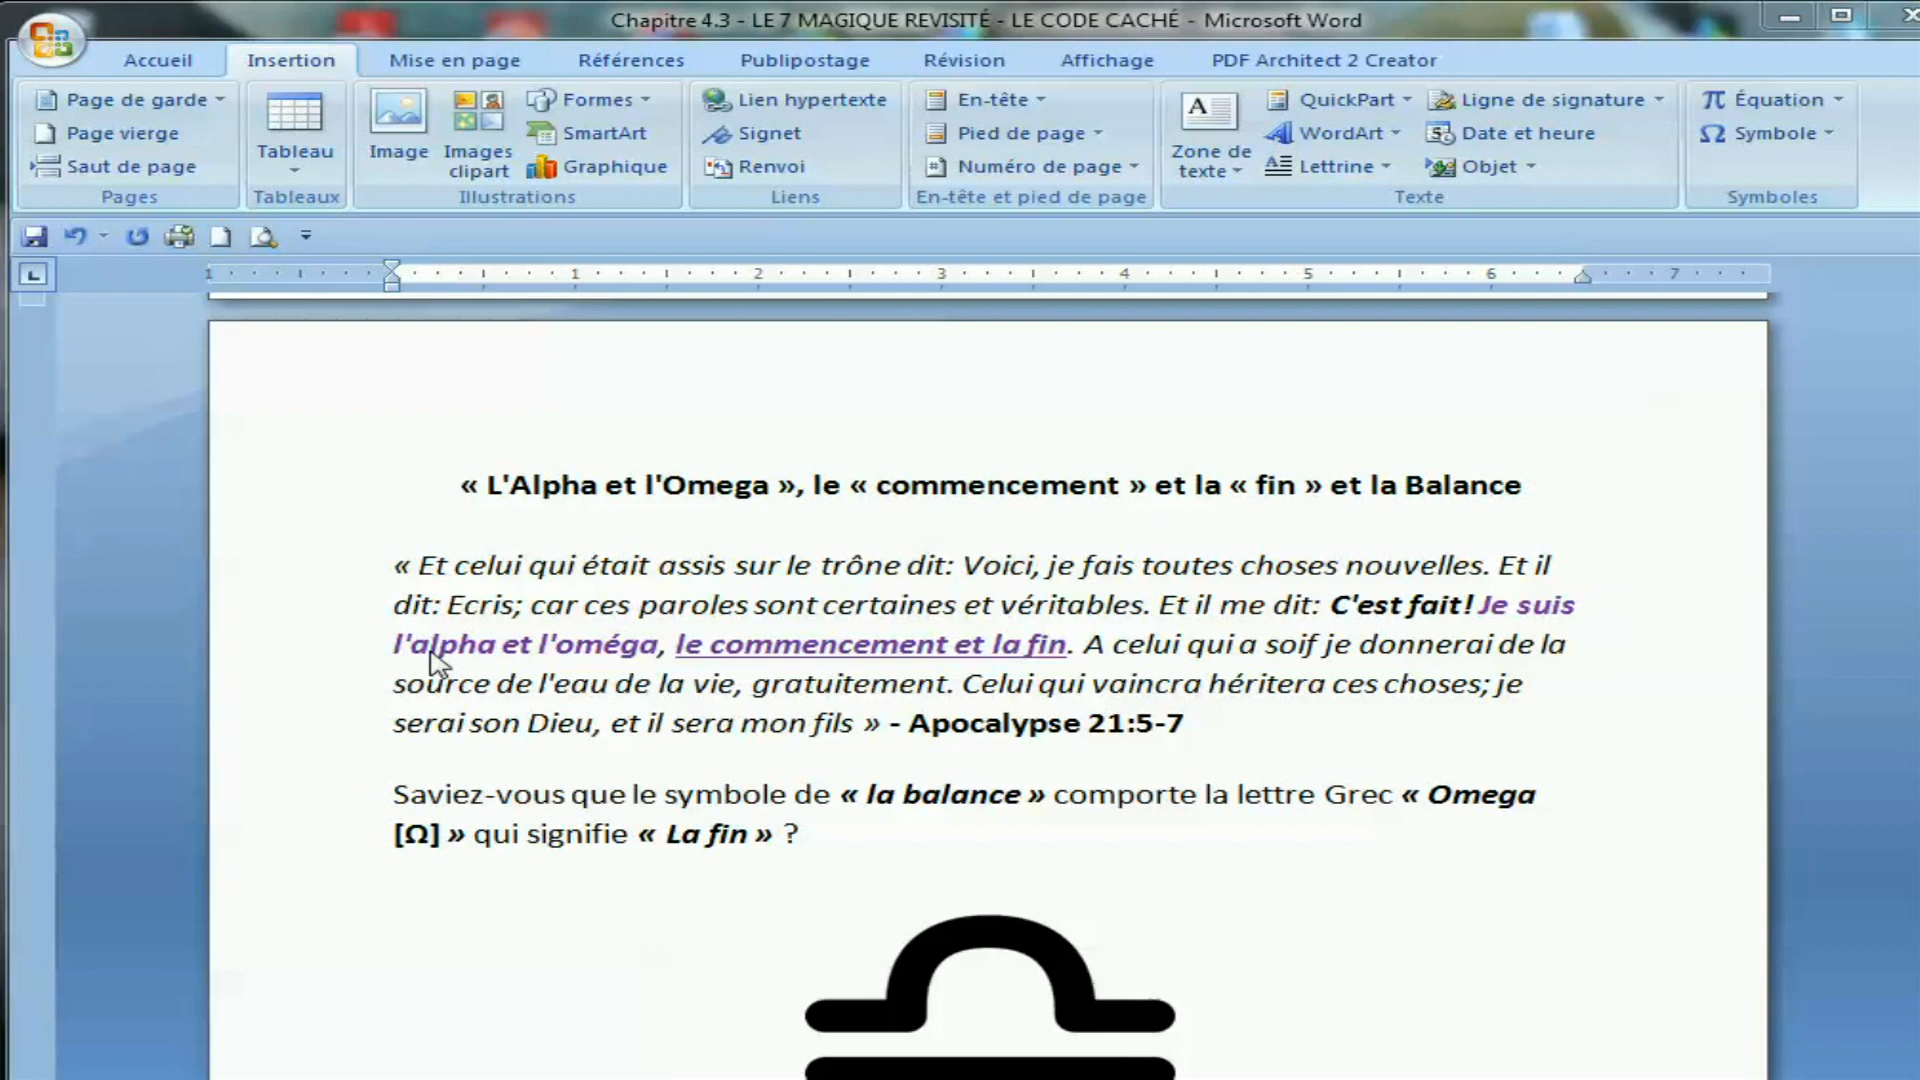 Chapitre 4.3 - LE 7 MAGIQUE REVISITÉ - LE CODE CACHÉ - Microsoft Word
Accueil Insertion Mise en page Références Publipostage Révision Affichage PDF Architect 2 Creator
Page de garde
Page vierge
Saut de page
Pages
Tableau
Tableaux
Image
Images clipart
Formes
SmartArt
Graphique
Illustrations
Lien hypertexte
Signet
Renvoi
Liens
En-tête
Pied de page
Numéro de page
En-tête et pied de page
Zone de texte
QuickPart
WordArt
Lettrine
Ligne de signature
Date et heure
Objet
Texte
Équation
Symbole
Symboles
1 1 2 3 4 5 6 7
« L'Alpha et l'Omega », le « commencement » et la « fin » et la Balance
« Et celui qui était assis sur le trône dit: Voici, je fais toutes choses nouvelles. Et il
dit: Ecris; car ces paroles sont certaines et véritables. Et il me dit: C'est fait! Je suis
l'alpha et l'oméga, le commencement et la fin. A celui qui a soif je donnerai de la
source de l'eau de la vie, gratuitement. Celui qui vaincra héritera ces choses; je
serai son Dieu, et il sera mon fils » - Apocalypse 21:5-7
Saviez-vous que le symbole de « la balance » comporte la lettre Grec « Omega
[Ω] » qui signifie « La fin » ?